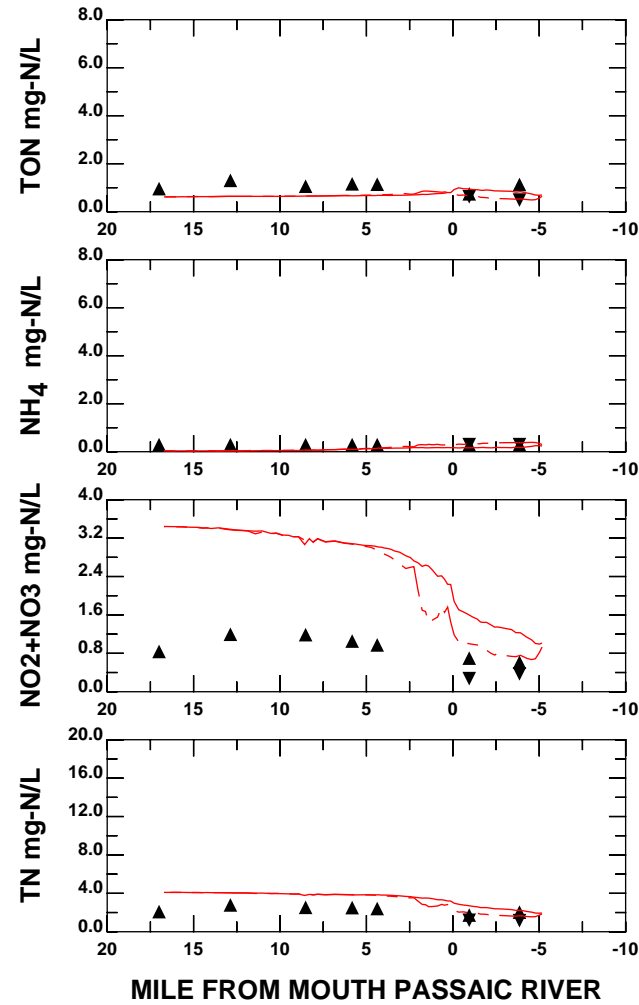 TON mg-N/L
8.0
6.0
4.0
2.0
0.0
20 15 10 5 0 -5 -10
NH4 mg-N/L
8.0
6.0
4.0
2.0
0.0
20 15 10 5 0 -5 -10
NO2+NO3 mg-N/L
4.0
3.2
2.4
1.6
0.8
0.0
20 15 10 5 0 -5 -10
TN mg-N/L
20.0
16.0
12.0
8.0
4.0
0.0
20 15 10 5 0 -5 -10
MILE FROM MOUTH PASSAIC RIVER